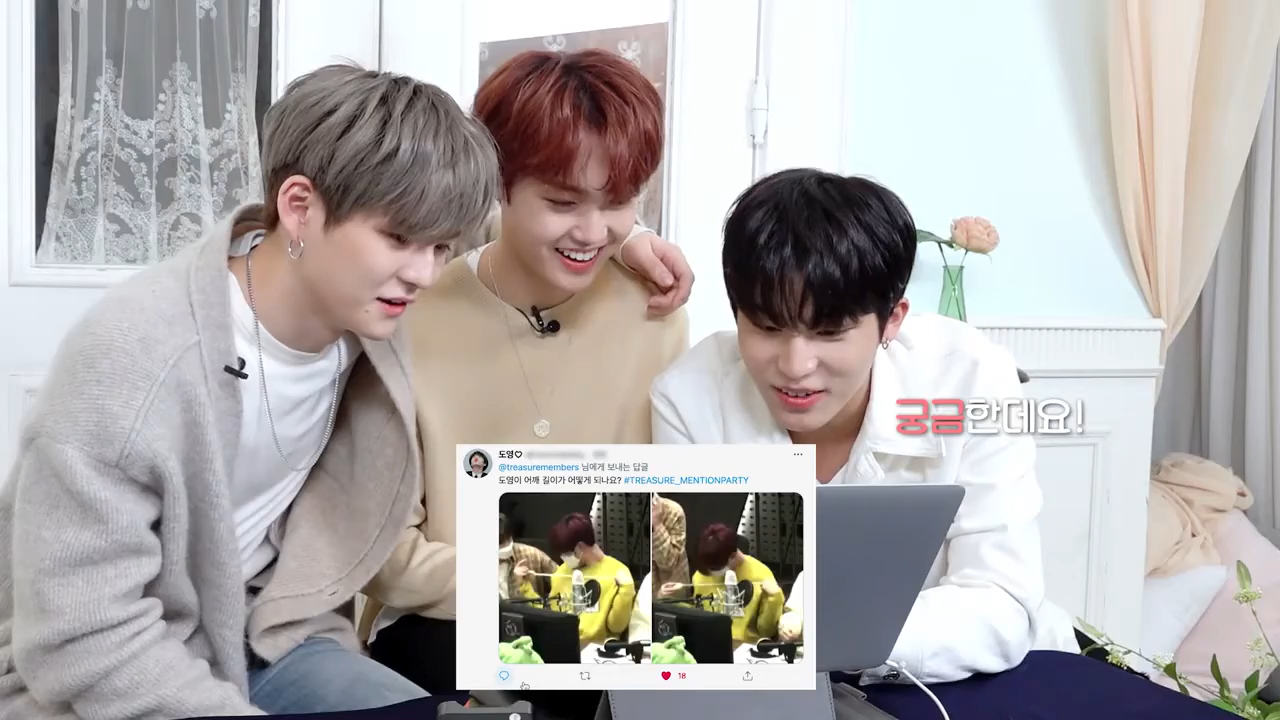 궁금한데요!
도영♡
@treasuremembers 님에게 보내는 답글
도영이 어깨 길이가 어떻게 되나요? #TREASURE_MENTIONPARTY
18